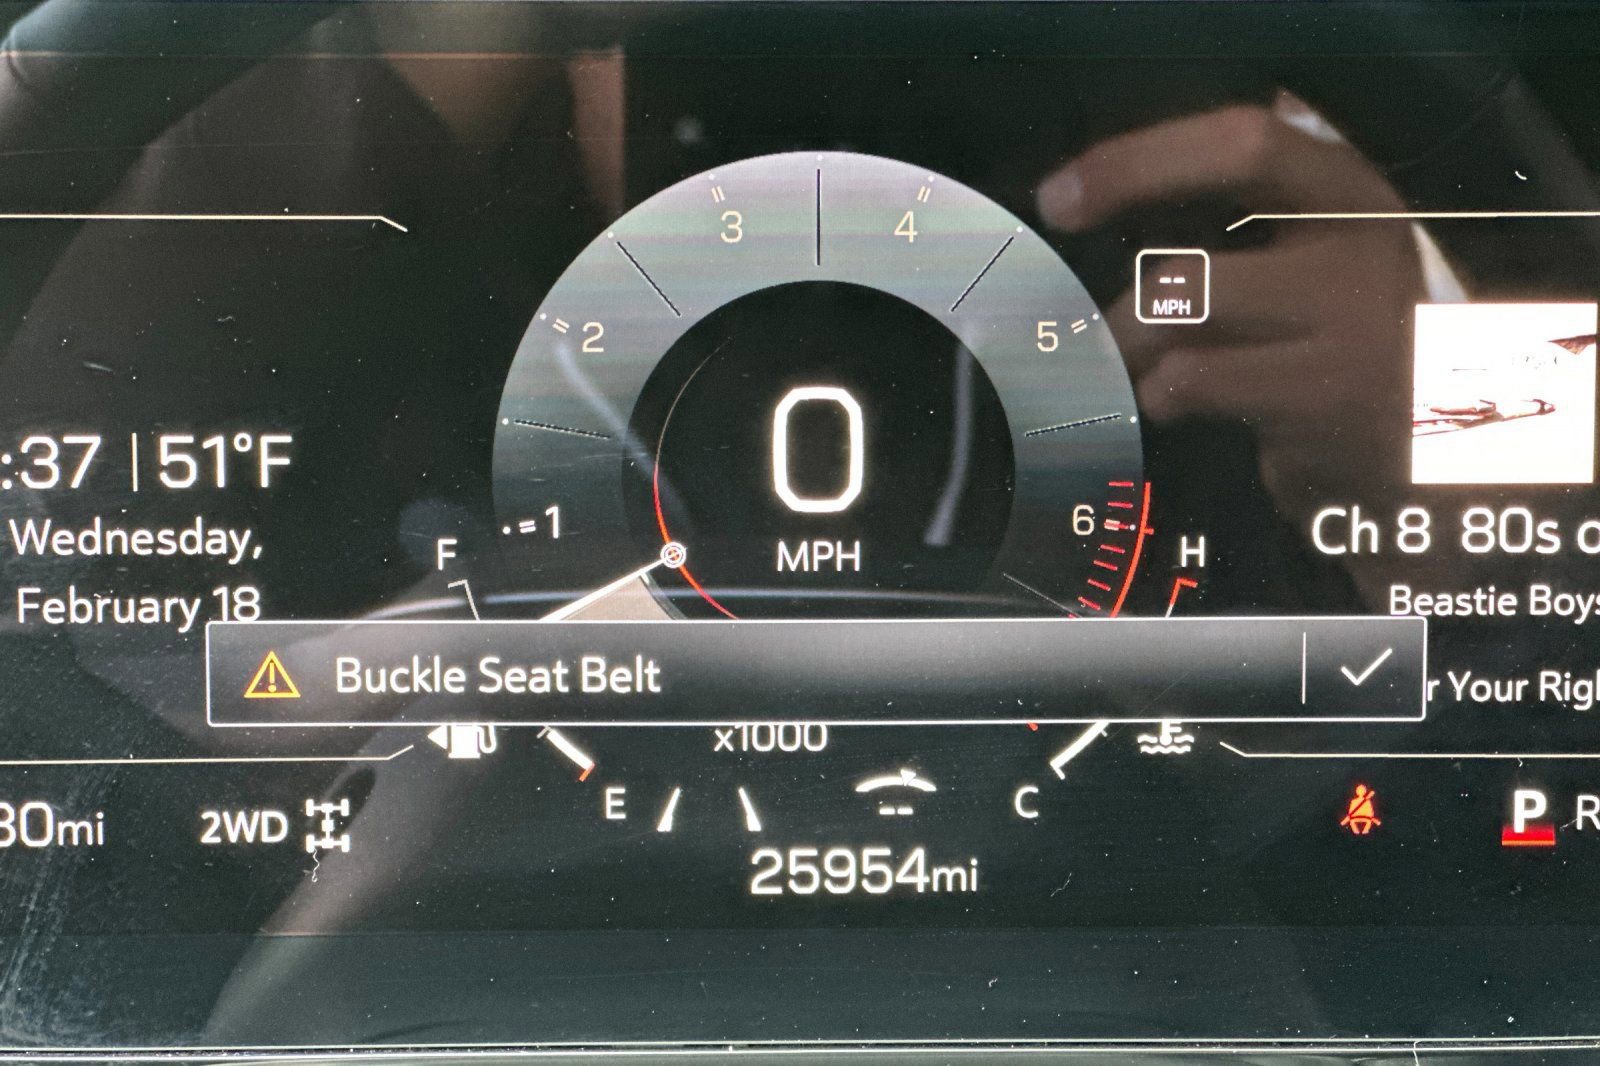 3
4
2
5
1
6
--
MPH
0
MPH
:37 | 51°F
Wednesday,
February 18
F
H
Ch 8 80s o
Beastie Boys
r Your Righ
Buckle Seat Belt
x1000
E
C
--
30mi
2WD
P R
25954mi